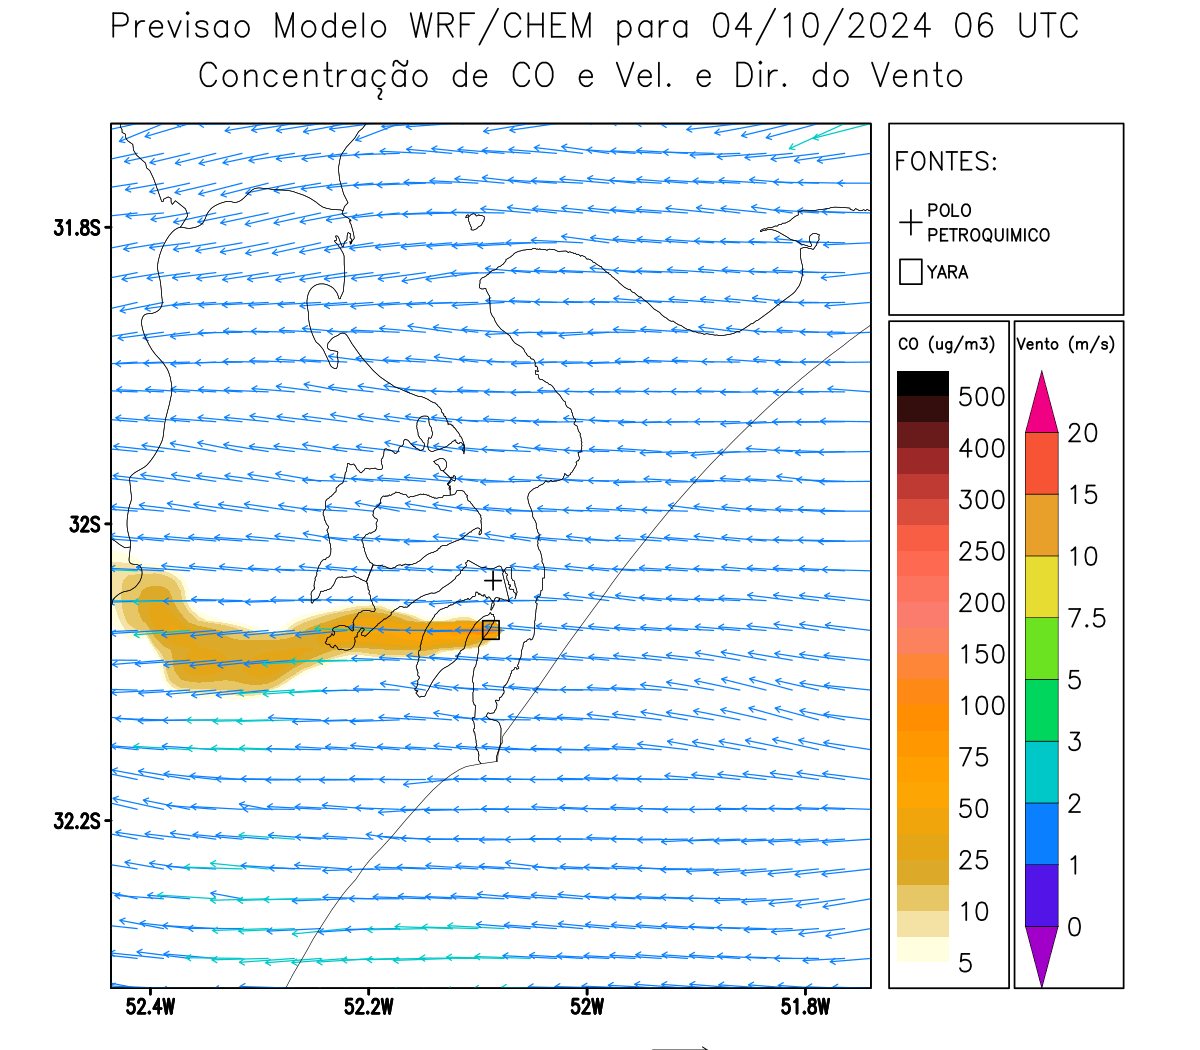 Previsao Modelo WRF/CHEM para 04/10/2024 06 UTC
Concentração de CO e Vel. e Dir. do Vento
FONTES:
POLO
PETROQUIMICO
YARA
CO (ug/m3)
500
400
300
250
200
150
100
75
50
25
10
5
Vento (m/s)
20
15
10
7.5
5
3
2
1
0
31.8S
32S
32.2S
52.4W
52.2W
52W
51.8W